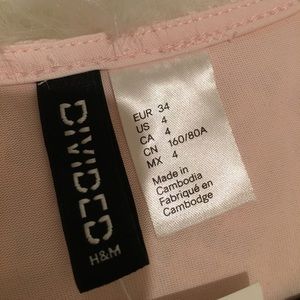 DIVIDED
H&M
EUR 34
US 4
CA 4
CN 160/80A
MX 4
Made in
Cambodia
Fabriqué en
Cambodge